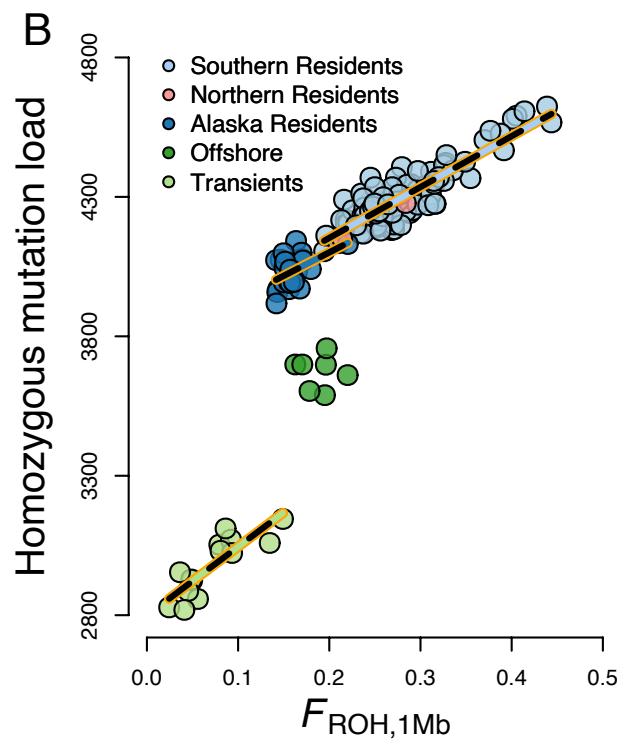 B
Southern Residents
Northern Residents
Alaska Residents
Offshore
Transients
Homozygous mutation load
4800
4300
3800
3300
2800
0.0 0.1 0.2 0.3 0.4 0.5
FROH,1Mb